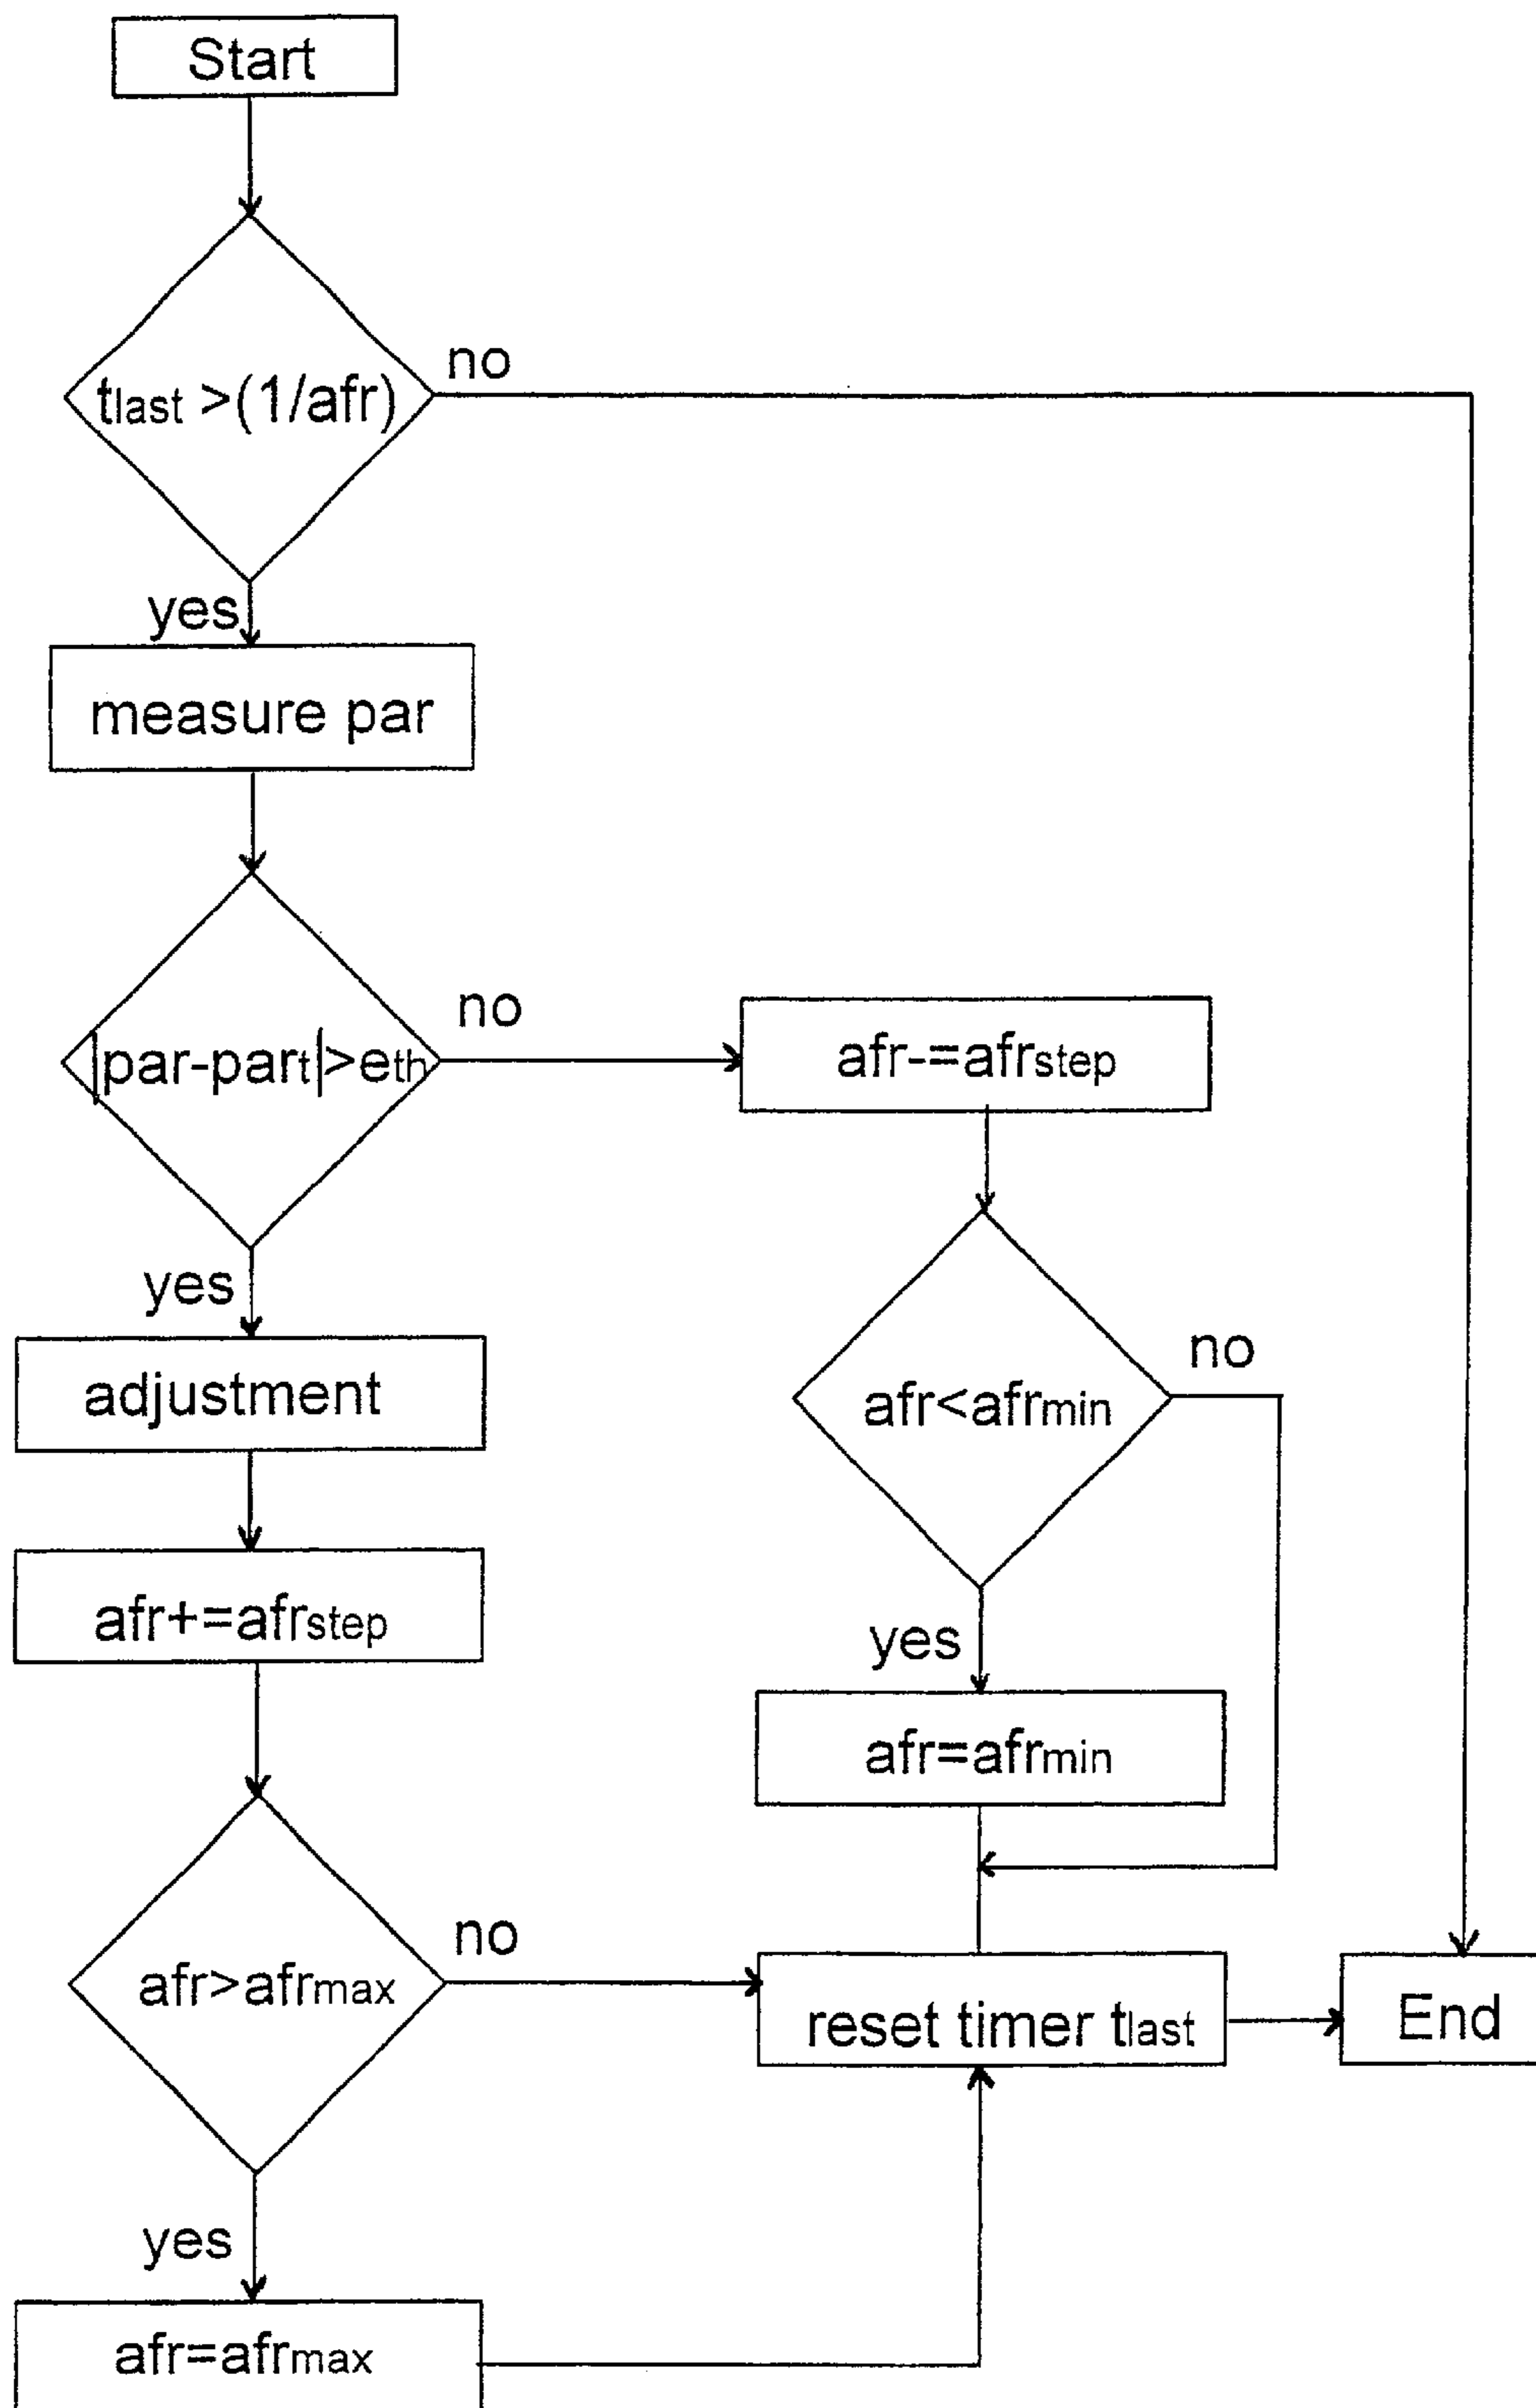 Start
tlast >(1/afr)
no
yes
measure par
|par-part|>eth
no
afr-=afrstep
yes
adjustment
afr<afrmin
no
afr+=afrstep
yes
afr=afrmin
afr>afrmax
no
reset timer tlast
End
yes
afr=afrmax